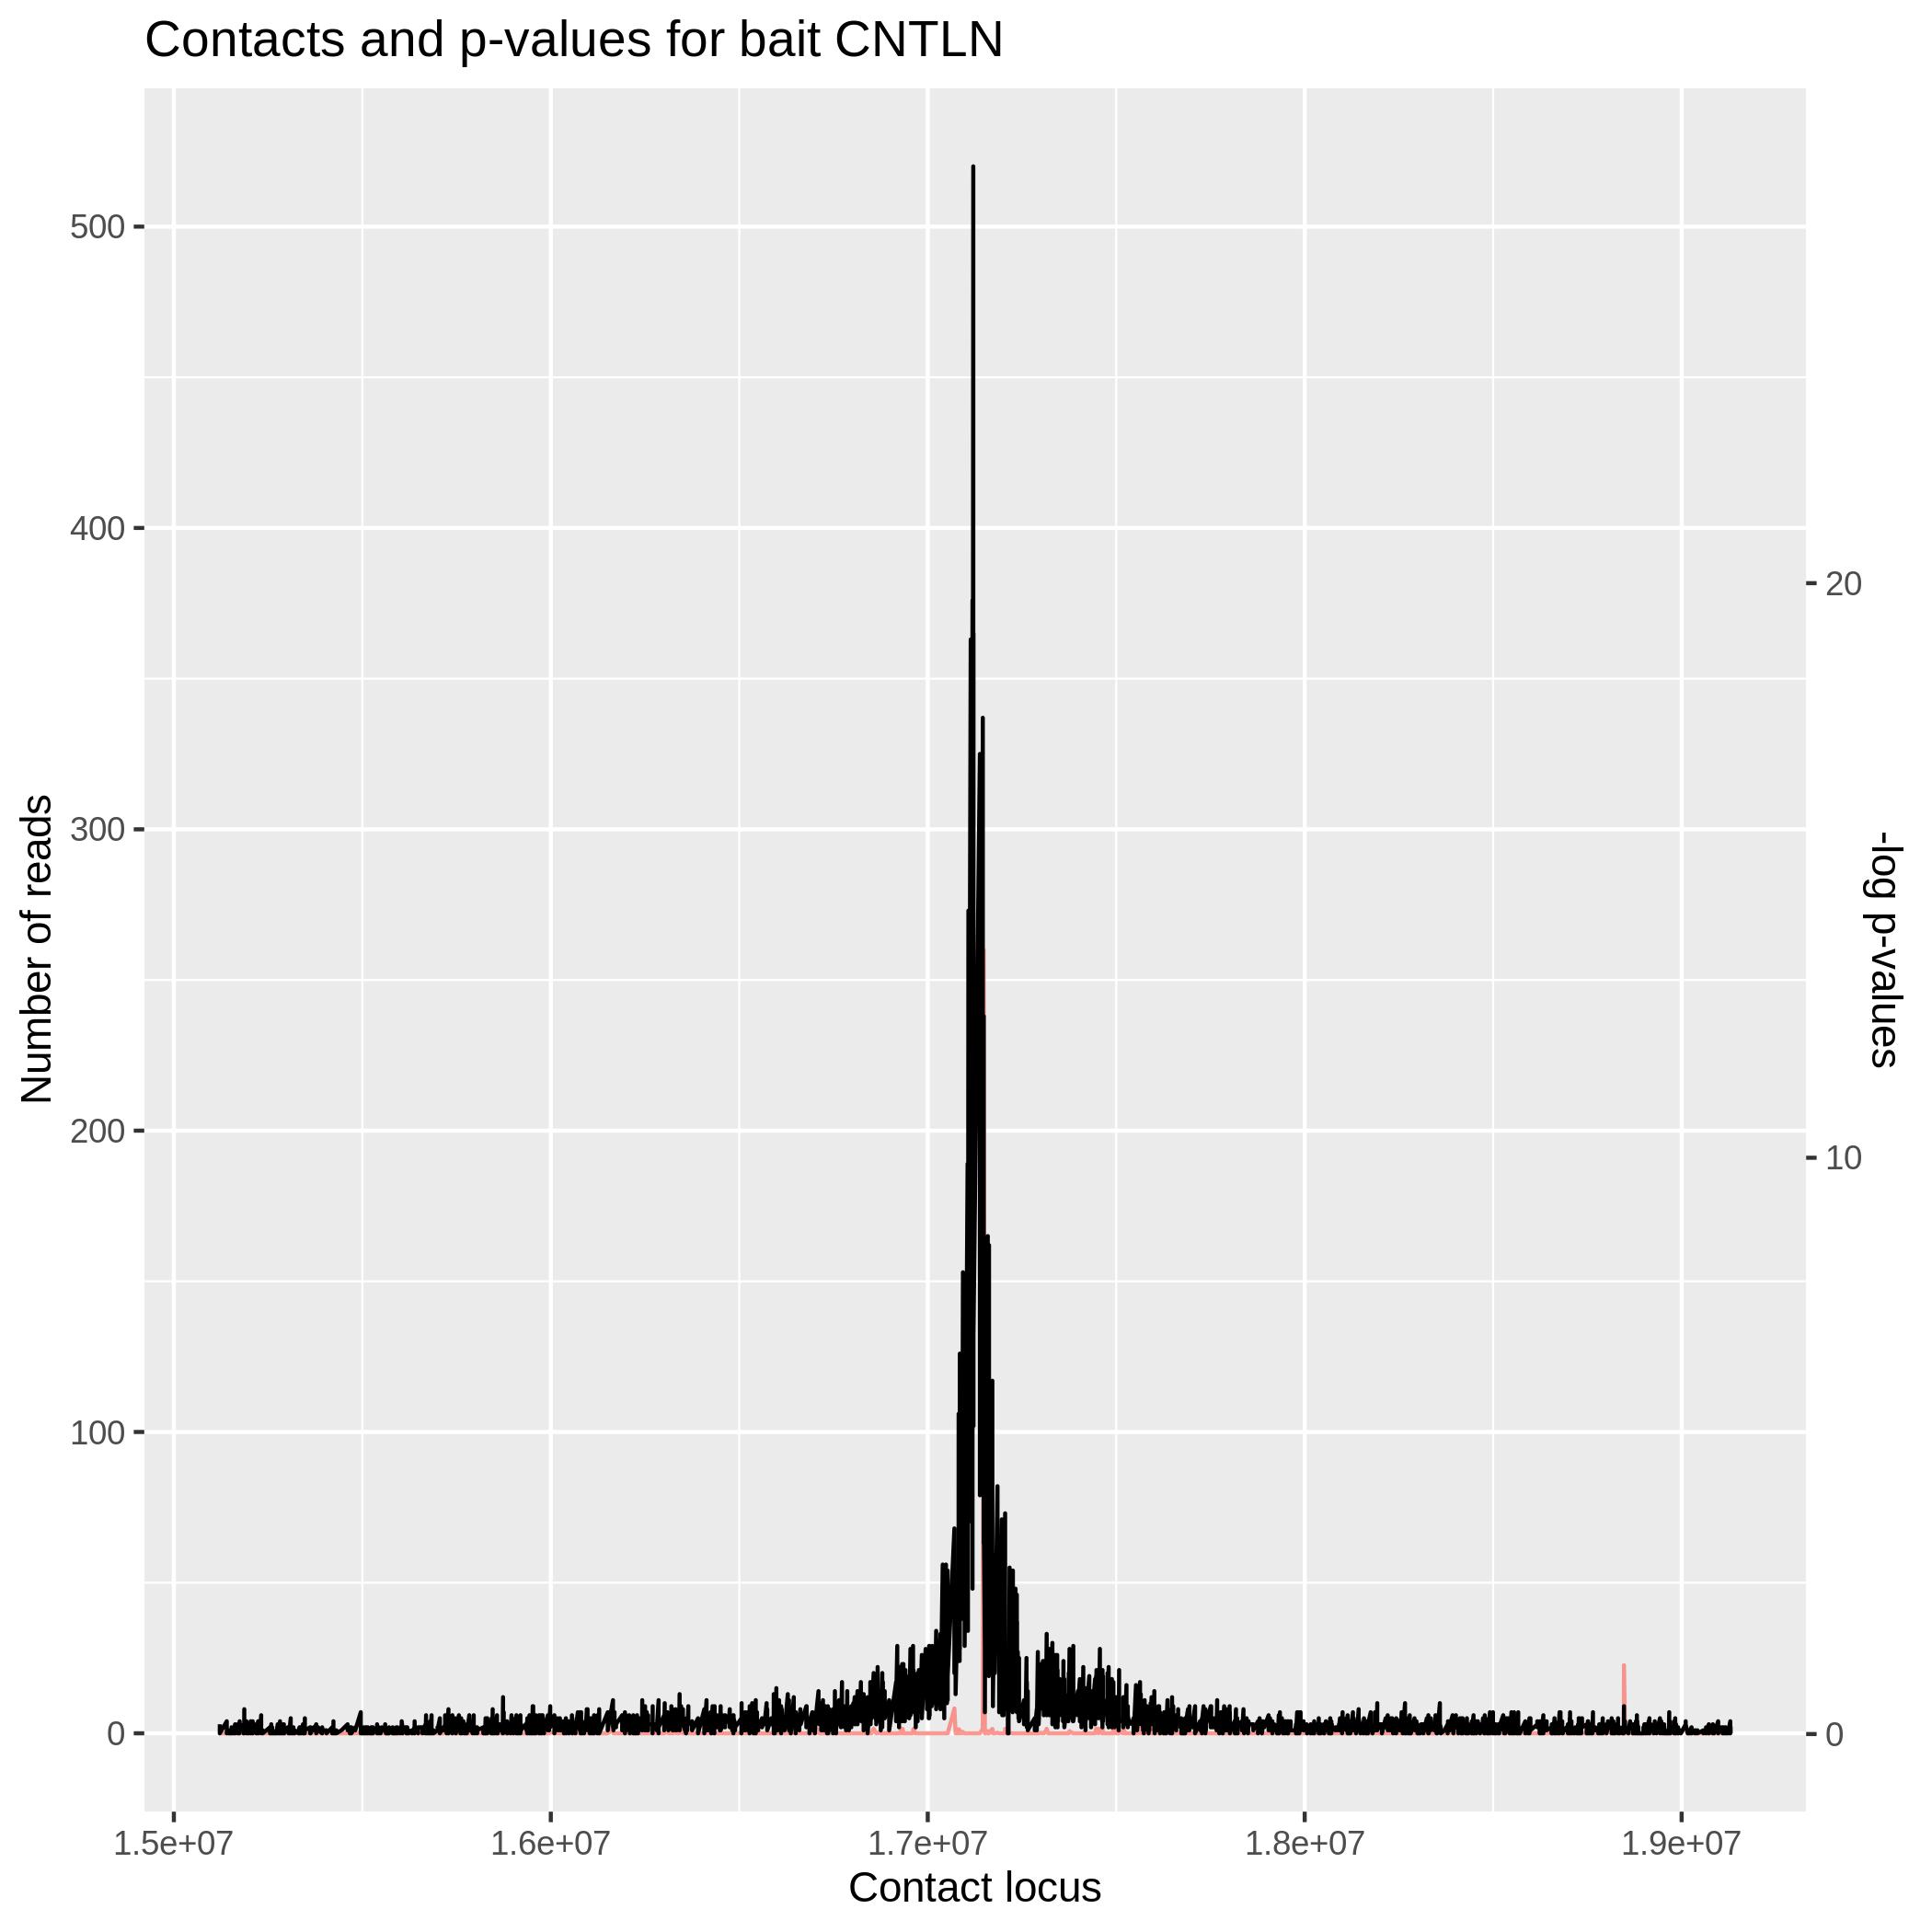 Contacts and p-values for bait CNTLN
500
400
300
200
100
0
Number of reads
20
10
0
-log p-values
1.5e+07
1.6e+07
1.7e+07
1.8e+07
1.9e+07
Contact locus